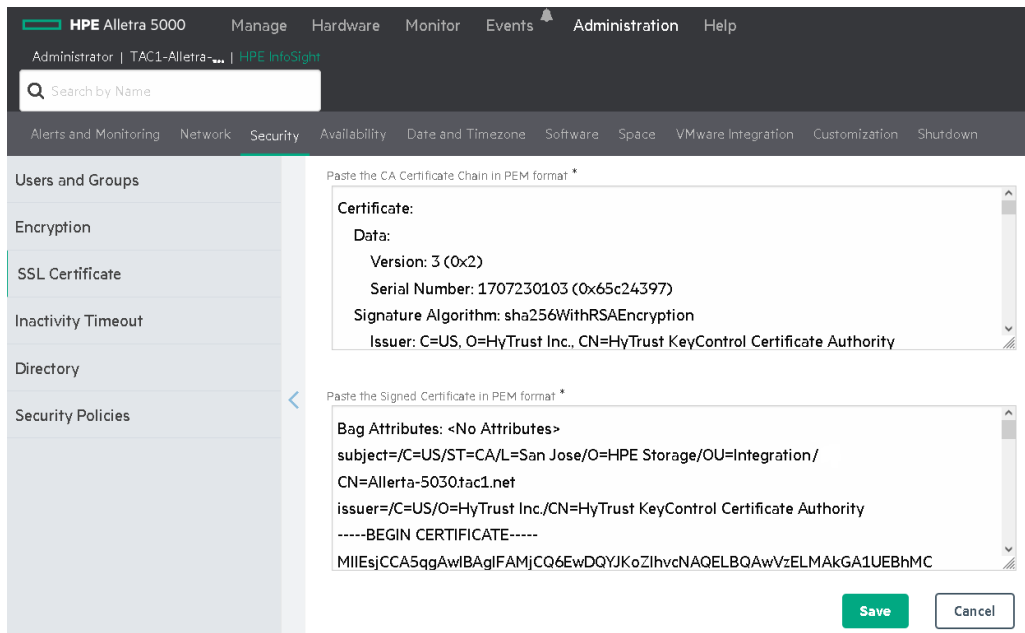 HPE Alletra 5000 Manage Hardware Monitor Events Administration Help
Administrator | TAC1-Alletra-... | HPE InfoSight
Search by Name
Alerts and Monitoring Network Security Availability Date and Timezone Software Space VMware Integration Customization Shutdown
Users and Groups
Encryption
SSL Certificate
Inactivity Timeout
Directory
Security Policies
Paste the CA Certificate Chain in PEM format *
Certificate:
Data:
Version: 3 (0x2)
Serial Number: 1707230103 (0x65c24397)
Signature Algorithm: sha256WithRSAEncryption
Issuer: C=US, O=HyTrust Inc., CN=HyTrust KeyControl Certificate Authority
Paste the Signed Certificate in PEM format *
Bag Attributes: <No Attributes>
subject=/C=US/ST=CA/L=San Jose/O=HPE Storage/OU=Integration/
CN=Allerta-5030.tac1.net
issuer=/C=US/O=HyTrust Inc./CN=HyTrust KeyControl Certificate Authority
-----BEGIN CERTIFICATE-----
MIIEsjCCA5qgAwIBAgIFAMjCQ6EwDQYJKoZIhvcNAQELBQAwVzELMAkGA1UEBhMC
Save Cancel